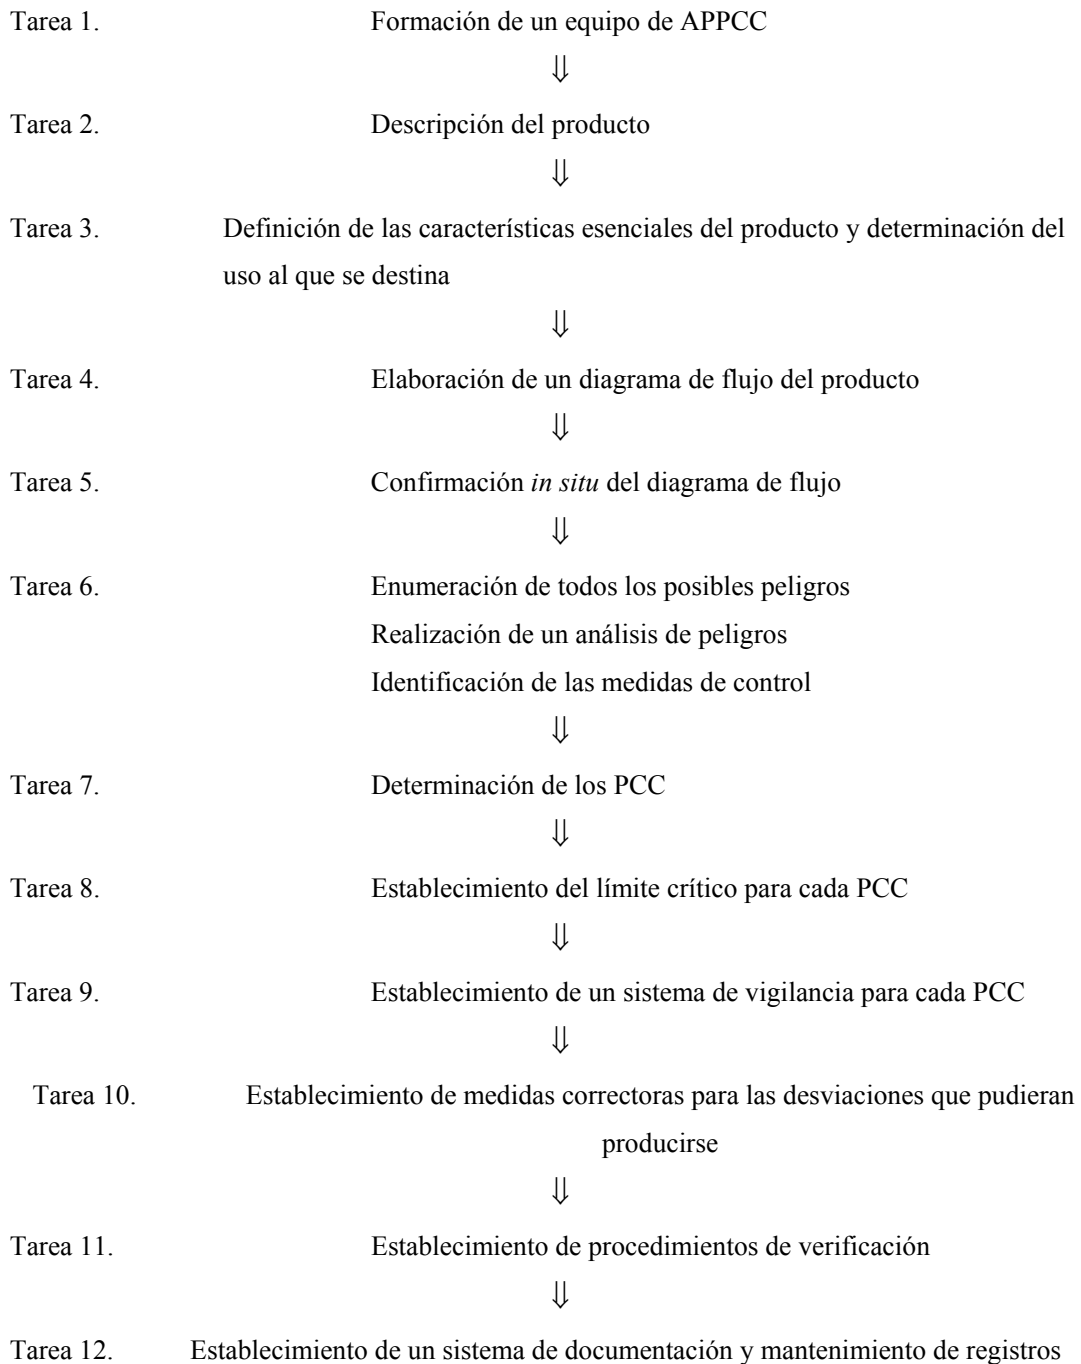 Tarea 1. Formación de un equipo de APPCC
⇓
Tarea 2. Descripción del producto
⇓
Tarea 3. Definición de las características esenciales del producto y determinación del
uso al que se destina
⇓
Tarea 4. Elaboración de un diagrama de flujo del producto
⇓
Tarea 5. Confirmación in situ del diagrama de flujo
⇓
Tarea 6. Enumeración de todos los posibles peligros
Realización de un análisis de peligros
Identificación de las medidas de control
⇓
Tarea 7. Determinación de los PCC
⇓
Tarea 8. Establecimiento del límite crítico para cada PCC
⇓
Tarea 9. Establecimiento de un sistema de vigilancia para cada PCC
⇓
Tarea 10. Establecimiento de medidas correctoras para las desviaciones que pudieran
producirse
⇓
Tarea 11. Establecimiento de procedimientos de verificación
⇓
Tarea 12. Establecimiento de un sistema de documentación y mantenimiento de registros